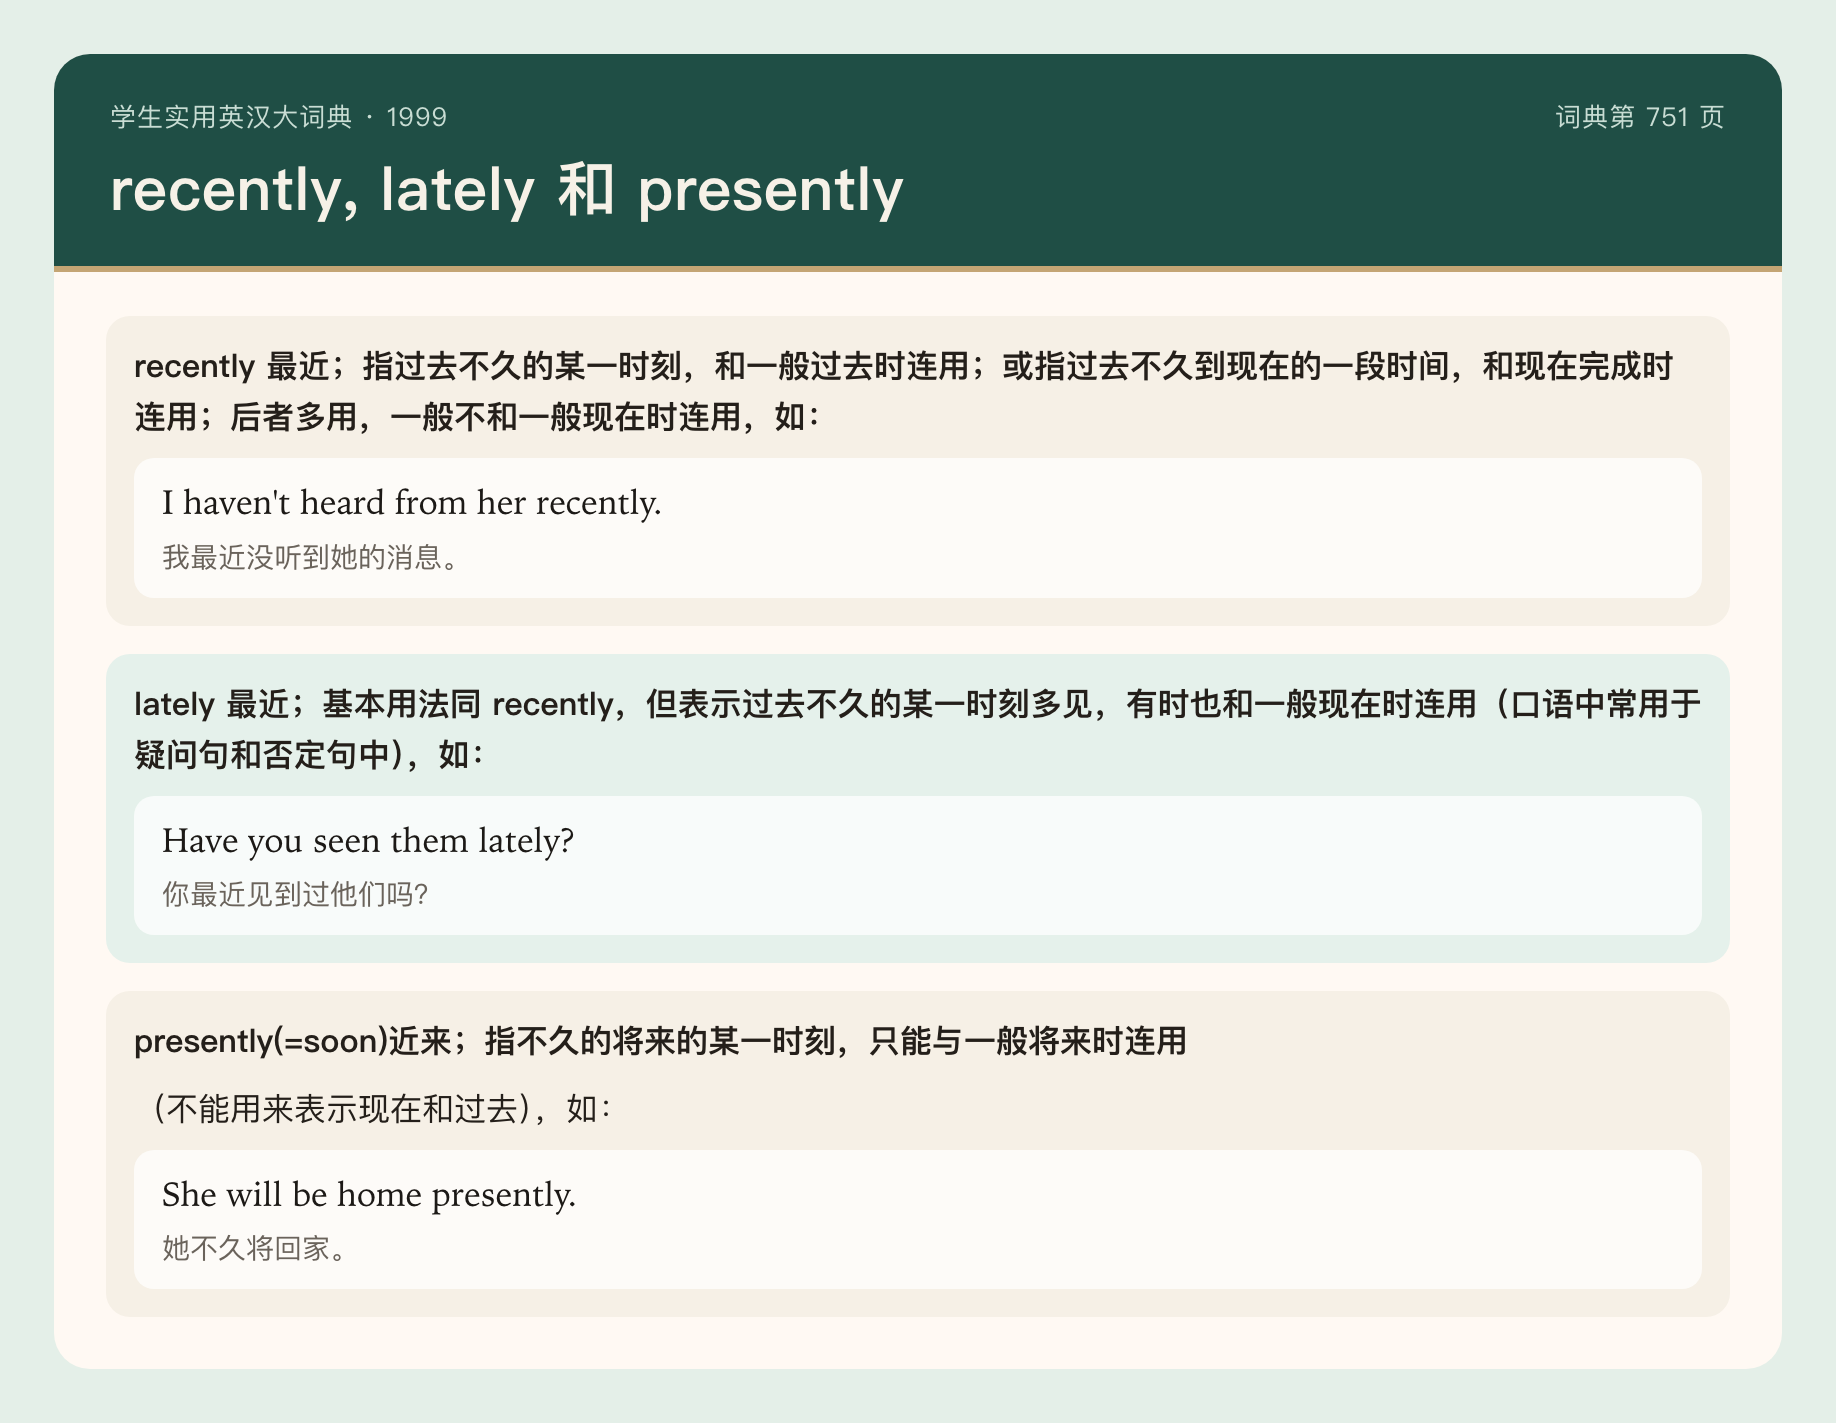 学生实用英汉大词典 · 1999
词典第 751 页
recently, lately 和 presently
recently 最近；指过去不久的某一时刻，和一般过去时连用；或指过去不久到现在的一段时间，和现在完成时
连用；后者多用，一般不和一般现在时连用，如：
I haven't heard from her recently.
我最近没听到她的消息。
lately 最近；基本用法同 recently，但表示过去不久的某一时刻多见，有时也和一般现在时连用（口语中常用于
疑问句和否定句中），如：
Have you seen them lately?
你最近见到过他们吗？
presently(=soon)近来；指不久的将来的某一时刻，只能与一般将来时连用
（不能用来表示现在和过去），如：
She will be home presently.
她不久将回家。